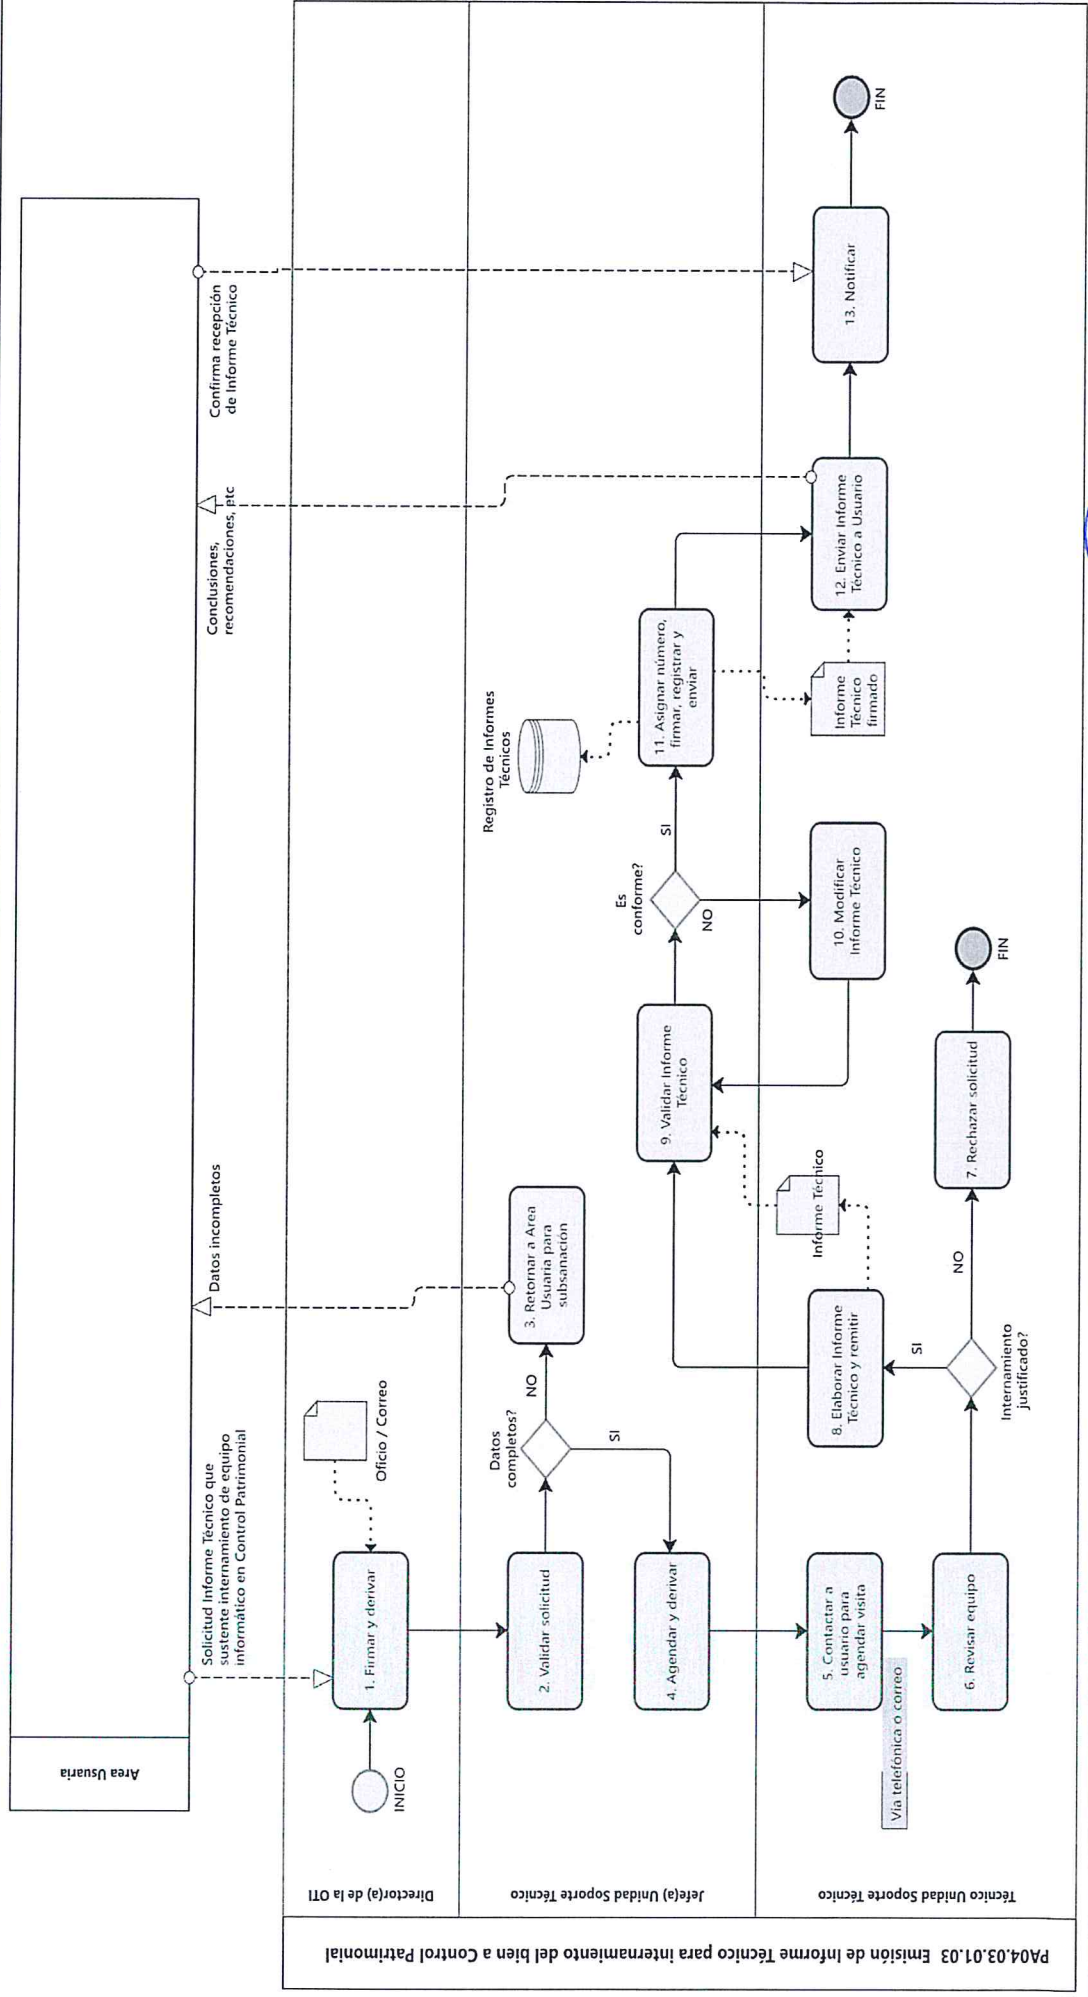 Area Usuaria
Solicitud Informe Técnico que
sustente internamiento de equipo
informático en Control Patrimonial
Datos incompletos
Conclusiones,
recomendaciones, etc
Confirma recepción
de Informe Técnico
PA04.03.01.03 Emisión de Informe Técnico para internamiento del bien a Control Patrimonial
Director(a) de la OTI
INICIO
1. Firmar y derivar
Oficio / Correo
Jefe(a) Unidad Soporte Técnico
2. Validar solicitud
Datos
completos?
NO
SI
3. Retornar a Area
Usuaria para
subsanación
4. Agendar y derivar
9. Validar Informe
Técnico
Es
conforme?
SI
NO
Registro de Informes
Técnicos
11. Asignar número,
firmar, registrar y
enviar
Técnico Unidad Soporte Técnico
5. Contactar a
usuario para
agendar visita
Via telefónica o correo
6. Revisar equipo
Internamiento
justificado?
SI
NO
8. Elaborar Informe
Técnico y remitir
Informe Técnico
7. Rechazar solicitud
FIN
10. Modificar
Informe Técnico
Informe
Técnico
firmado
12. Enviar Informe
Técnico a Usuario
13. Notificar
FIN